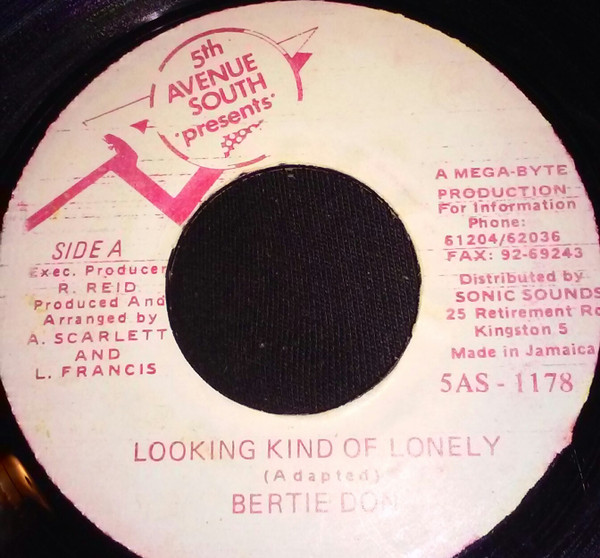 5th
AVENUE
SOUTH
presents
SIDE A
Exec. Producer
R. REID
Produced And
Arranged by
A. SCARLETT
AND
L. FRANCIS
A MEGA-BYTE
PRODUCTION
For Information
Phone:
61204/62036
FAX: 92-69243
Distributed by
SONIC SOUNDS
25 Retirement Ro
Kingston 5
Made in Jamaica
5AS - 1178
LOOKING KIND OF LONELY
(Adapted)
BERTIE DON